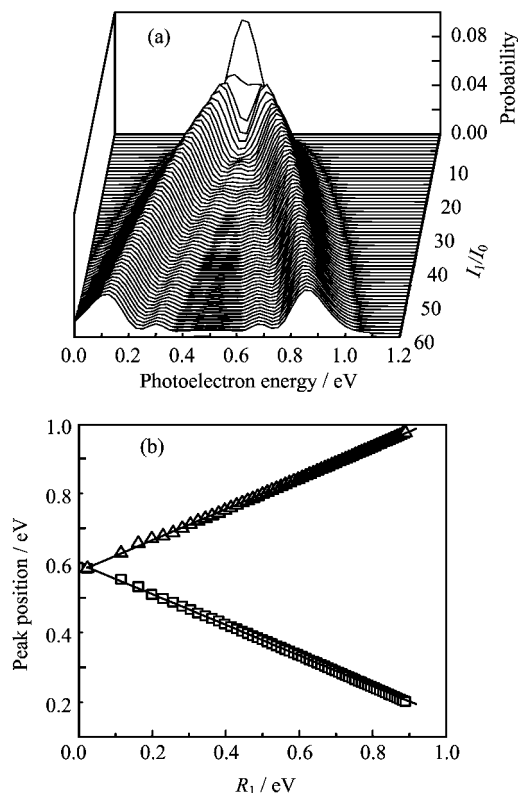 (a)
0.08
0.04
0.00
Probability
10
20
30
40
50
60
I₁/I₀
0.0 0.2 0.4 0.6 0.8 1.0 1.2
Photoelectron energy / eV
(b)
1.0
0.8
0.6
0.4
0.2
Peak position / eV
0.0 0.2 0.4 0.6 0.8 1.0
R₁ / eV